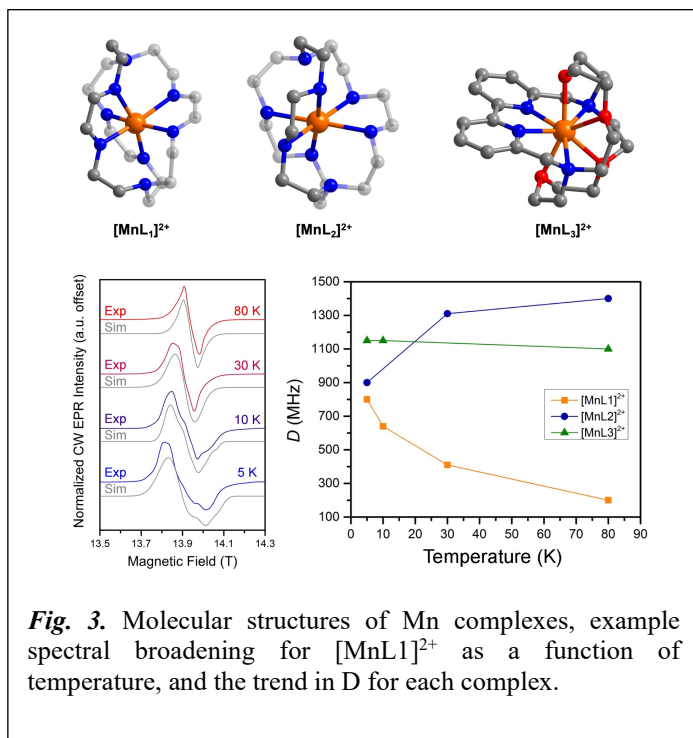 [MnL₁]²⁺
[MnL₂]²⁺
[MnL₃]²⁺
Normalized CW EPR Intensity (a.u. offset)
Exp 80 K
Sim
Exp 30 K
Sim
Exp 10 K
Sim
Exp 5 K
Sim
13.5 13.7 13.9 14.1 14.3
Magnetic Field (T)
D (MHz)
1500
1300
1100
900
700
500
300
100
[MnL1]²⁺
[MnL2]²⁺
[MnL3]²⁺
0 10 20 30 40 50 60 70 80 90
Temperature (K)
Fig. 3. Molecular structures of Mn complexes, example
spectral broadening for [MnL1]²⁺ as a function of
temperature, and the trend in D for each complex.